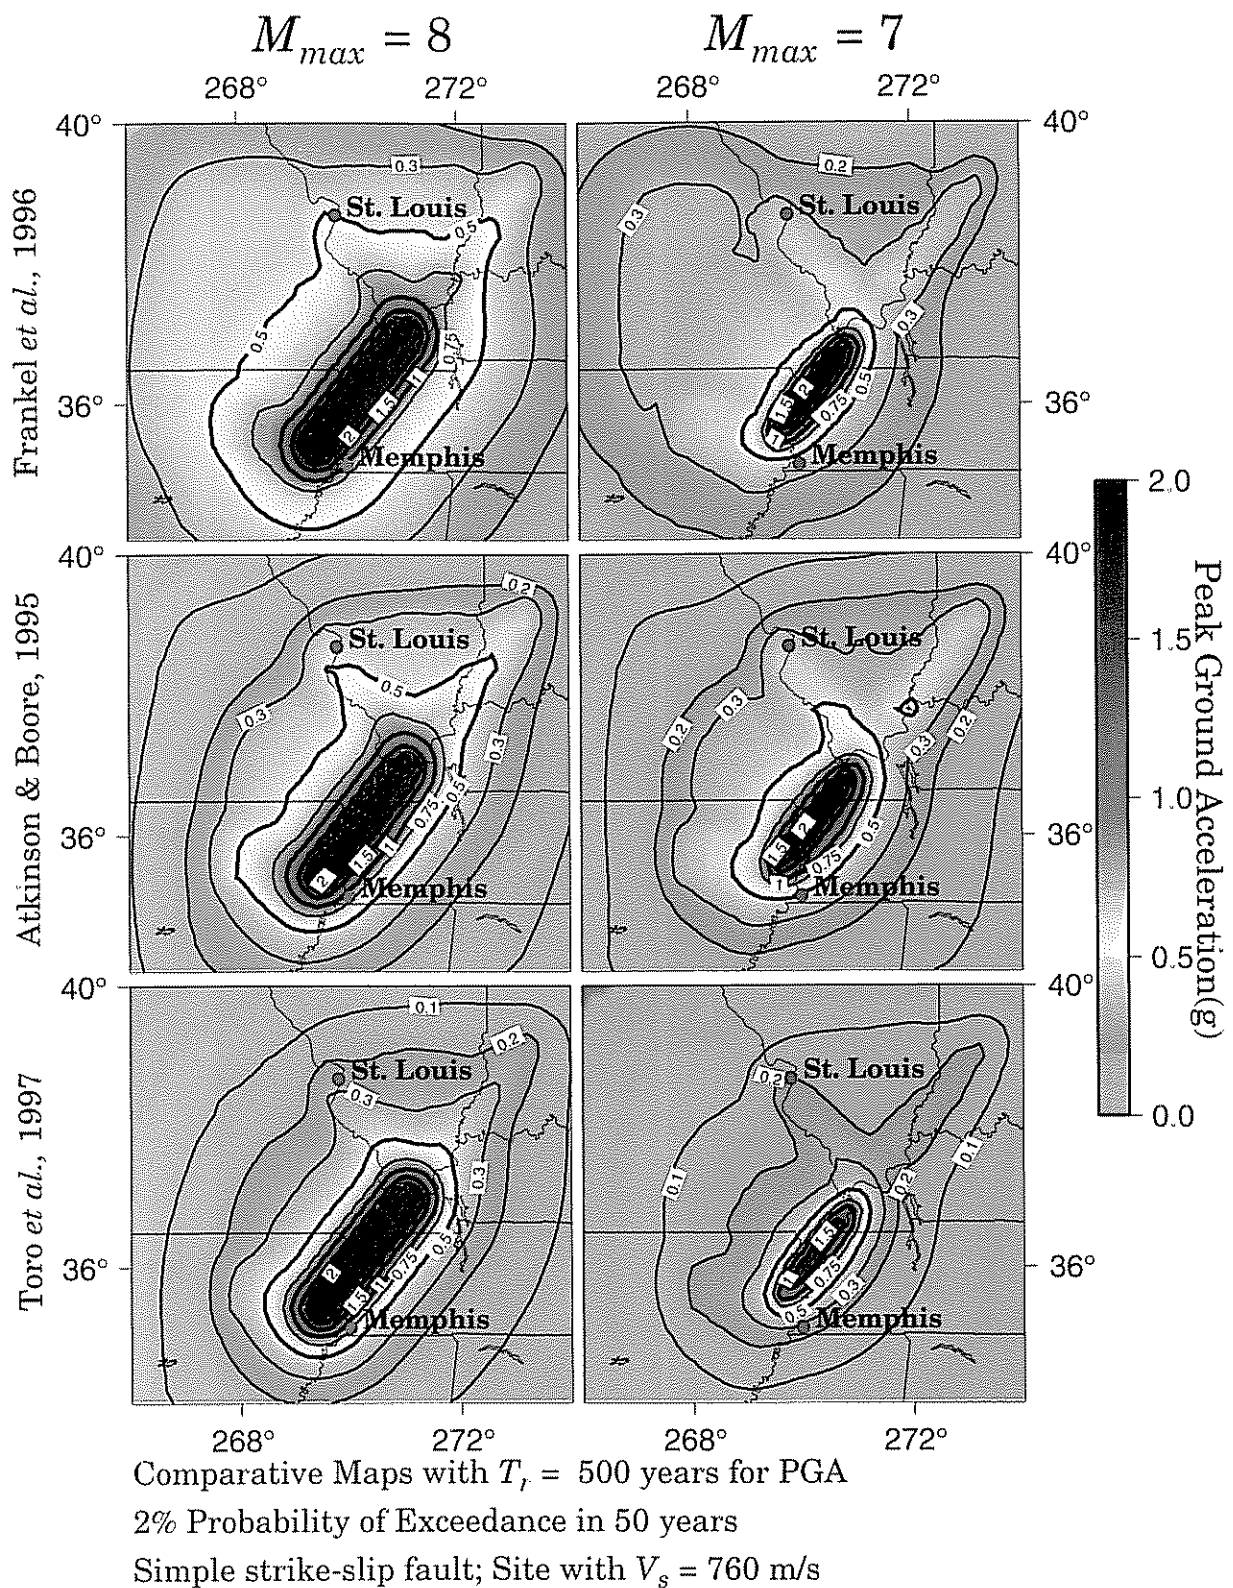 M_max = 8
M_max = 7
268° 272° 268° 272°
40° 40°
Frankel et al., 1996
0.3
St. Louis
0.5
0.5
0.75
1
1.5
2
Memphis
36°
0.2
St. Louis
0.3
0.3
0.5
2
1.5
0.75
1
Memphis
36°
40° 40°
Atkinson & Boore, 1995
0.2
St. Louis
0.5
0.3
0.3
0.5
0.75
1
1.5
2
Memphis
36°
St. Louis
0.3
0.2
0.2
0.3
0.5
2
1.5
0.75
1
Memphis
36°
40° 40°
Toro et al., 1997
0.1
0.2
St. Louis
0.3
0.3
0.5
0.75
2
1
1.5
Memphis
36°
0.2
St. Louis
0.1
0.1
0.2
1.5
1
0.75
0.3
0.5
Memphis
36°
268° 272° 268° 272°
2.0
1.5
1.0
0.5
0.0
Peak Ground Acceleration(g)
Comparative Maps with T_r = 500 years for PGA
2% Probability of Exceedance in 50 years
Simple strike-slip fault; Site with V_s = 760 m/s